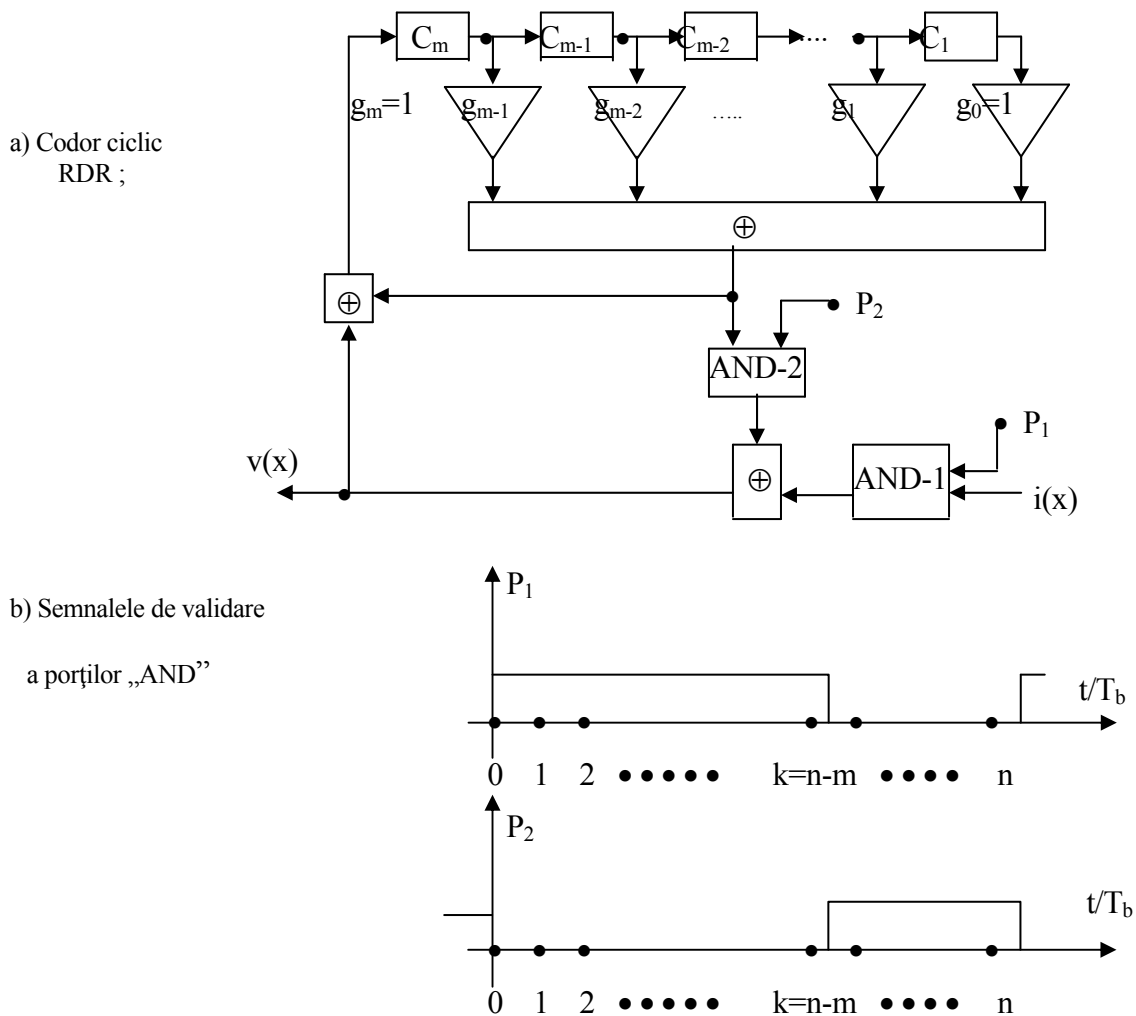 C_m C_{m-1} C_{m-2} ... C_1
g_m=1 g_{m-1} g_{m-2} ..... g_1 g_0=1
a) Codor ciclic
RDR ;
⊕
⊕
P_2
AND-2
P_1
v(x) ⊕ AND-1
i(x)
b) Semnalele de validare
a porţilor „AND”
P_1
t/T_b
0 1 2 ● ● ● ● ● k=n-m ● ● ● ● n
P_2
t/T_b
0 1 2 ● ● ● ● ● k=n-m ● ● ● ● n